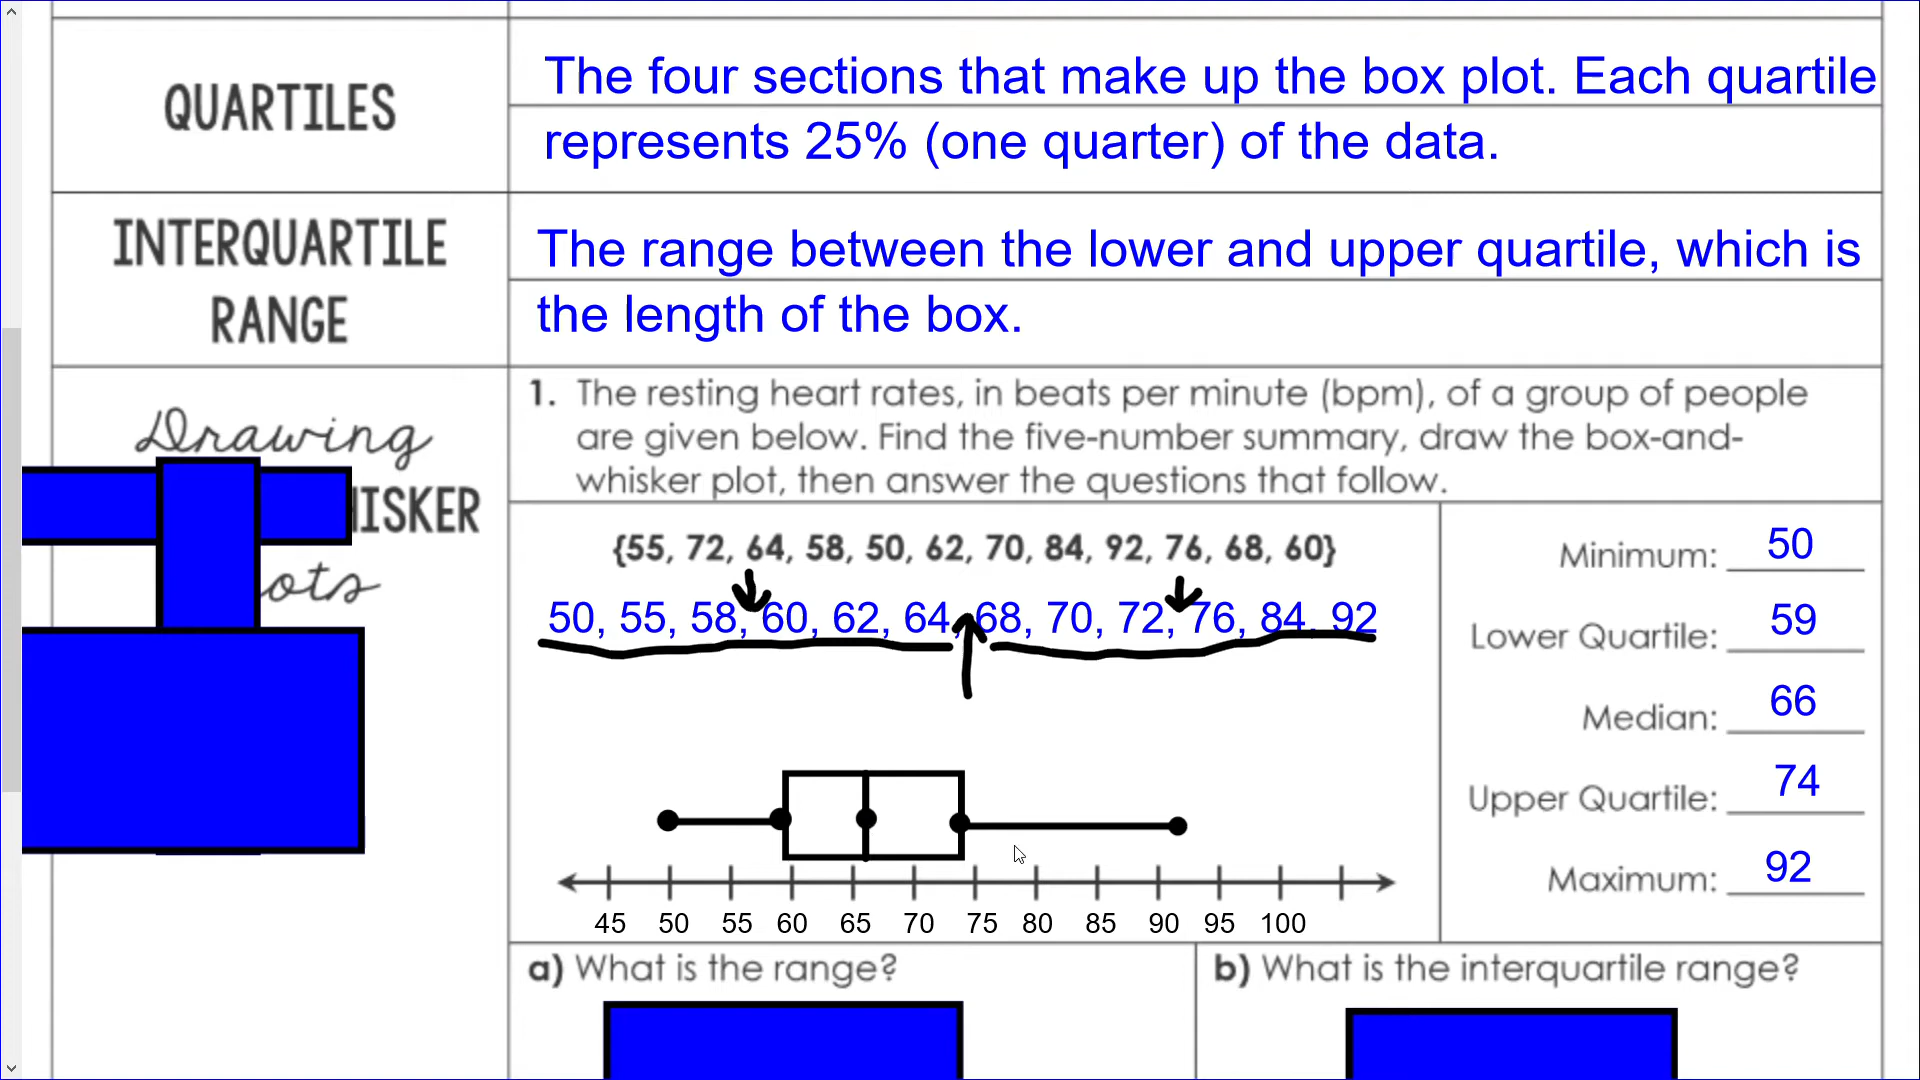 QUARTILES
The four sections that make up the box plot. Each quartile
represents 25% (one quarter) of the data.
INTERQUARTILE
RANGE
The range between the lower and upper quartile, which is
the length of the box.
Drawing
HISKER
ots
1. The resting heart rates, in beats per minute (bpm), of a group of people
are given below. Find the five-number summary, draw the box-and-
whisker plot, then answer the questions that follow.
{55, 72, 64, 58, 50, 62, 70, 84, 92, 76, 68, 60}
50, 55, 58, 60, 62, 64, 68, 70, 72, 76, 84, 92
45 50 55 60 65 70 75 80 85 90 95 100
Minimum: 50
Lower Quartile: 59
Median: 66
Upper Quartile: 74
Maximum: 92
a) What is the range?
b) What is the interquartile range?